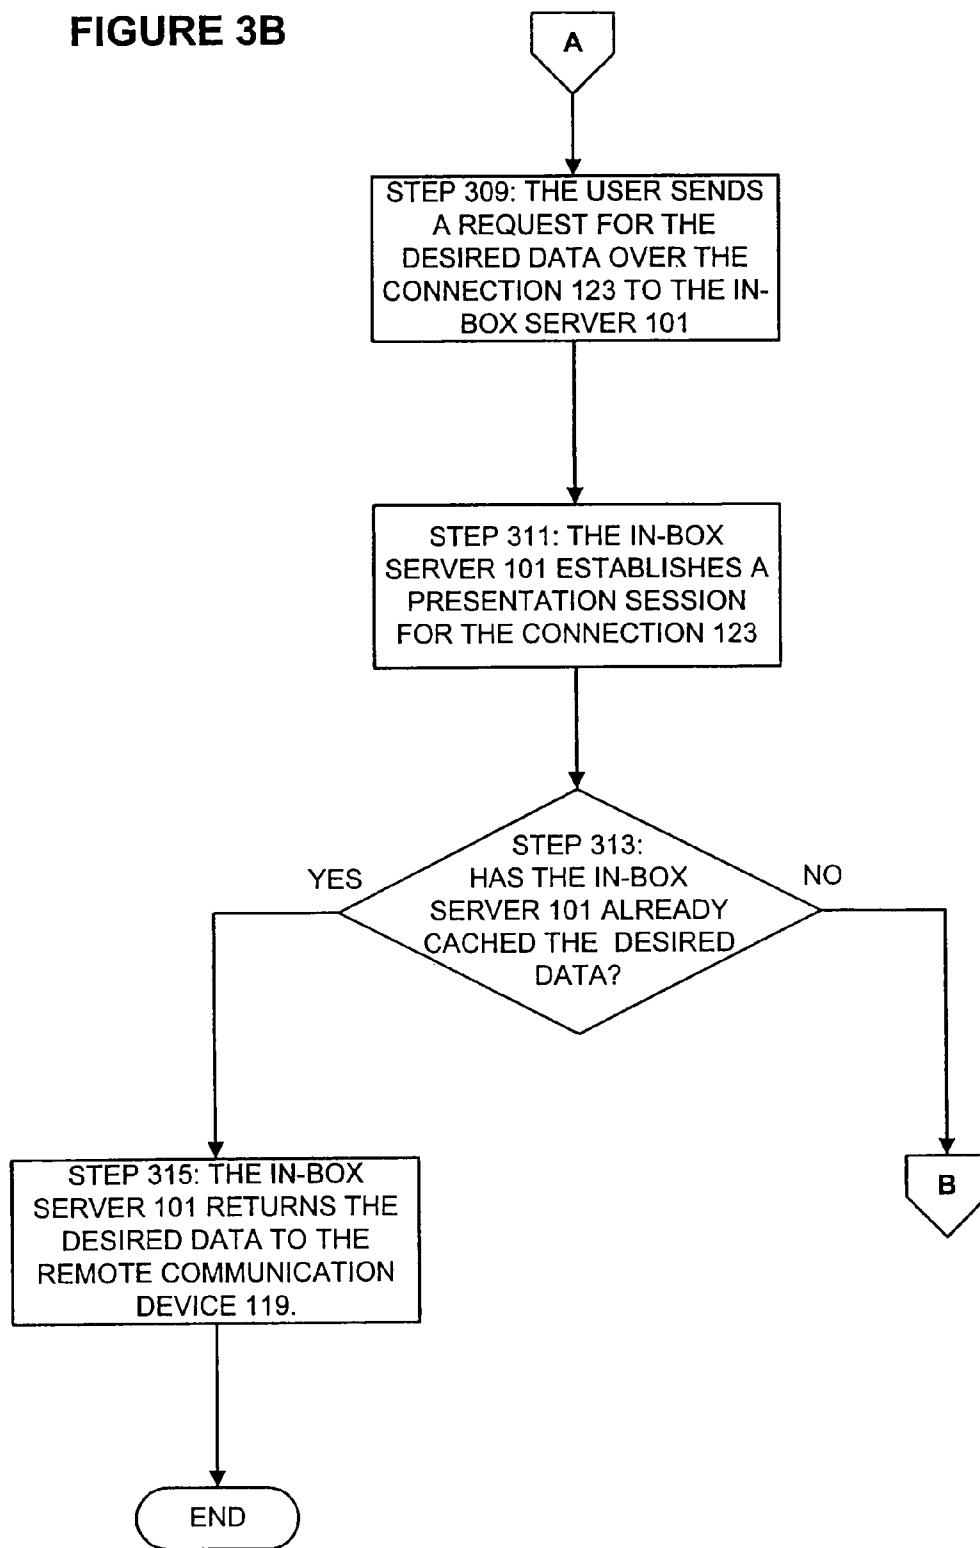 FIGURE 3B
A
STEP 309: THE USER SENDS
A REQUEST FOR THE
DESIRED DATA OVER THE
CONNECTION 123 TO THE IN-
BOX SERVER 101
STEP 311: THE IN-BOX
SERVER 101 ESTABLISHES A
PRESENTATION SESSION
FOR THE CONNECTION 123
STEP 313:
HAS THE IN-BOX
SERVER 101 ALREADY
CACHED THE DESIRED
DATA?
YES
NO
STEP 315: THE IN-BOX
SERVER 101 RETURNS THE
DESIRED DATA TO THE
REMOTE COMMUNICATION
DEVICE 119.
B
END